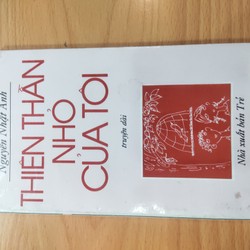 Nguyễn Nhật Ánh
THIÊN THẦN
NHỎ
CỦA TÔI
truyện dài
Nhà xuất bản Trẻ